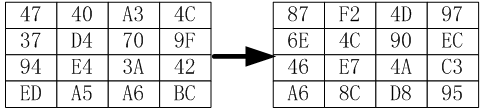 47 40 A3 4C 87 F2 4D 97
37 D4 70 9F 6E 4C 90 EC
94 E4 3A 42 46 E7 4A C3
ED A5 A6 BC A6 8C D8 95